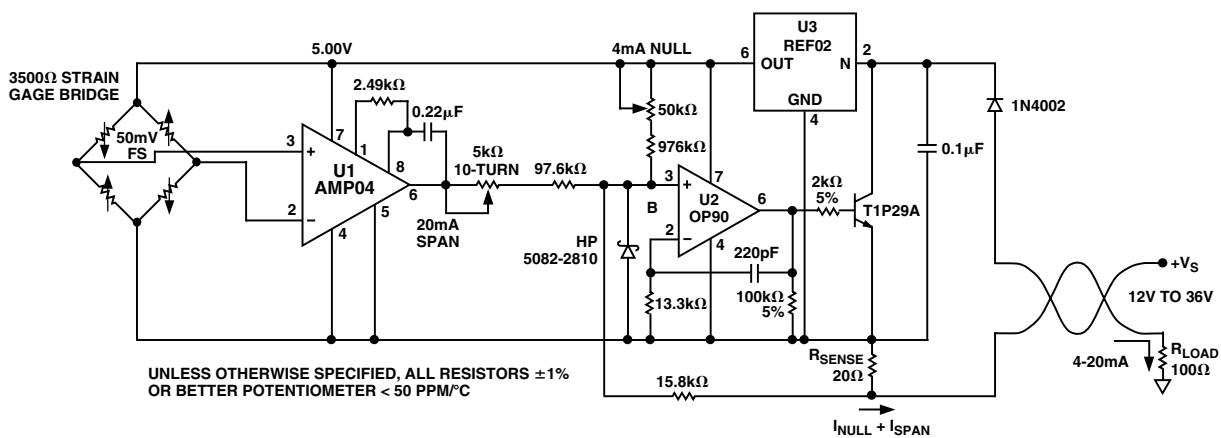 3500Ω STRAIN
GAGE BRIDGE
50mV
FS
5.00V
2.49kΩ
0.22µF
3
+
7
1
8
U1
AMP04
6
2
–
4
5
5kΩ
10-TURN
20mA
SPAN
97.6kΩ
4mA NULL
50kΩ
976kΩ
HP
5082-2810
B
3
+
7
U2
OP90
6
2
–
4
220pF
13.3kΩ
100kΩ
5%
2kΩ
5%
T1P29A
6
OUT
U3
REF02
N
2
GND
4
0.1µF
1N4002
+VS
12V TO 36V
4-20mA
RLOAD
100Ω
RSENSE
20Ω
15.8kΩ
INULL + ISPAN
UNLESS OTHERWISE SPECIFIED, ALL RESISTORS ±1%
OR BETTER POTENTIOMETER < 50 PPM/°C